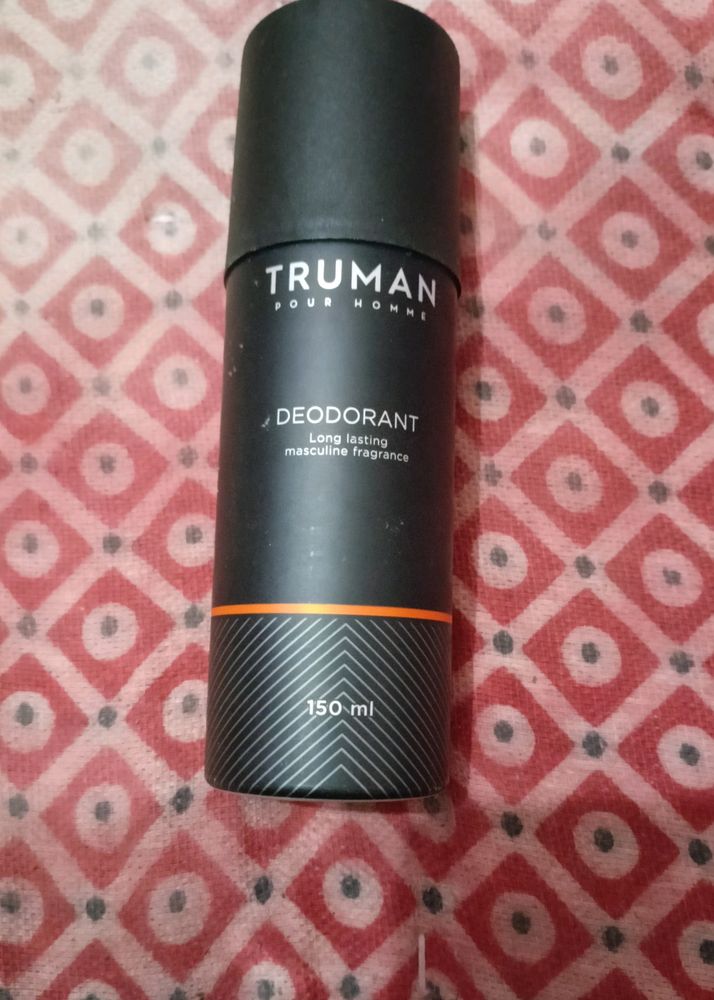 TRUMAN
POUR HOMME
DEODORANT
Long lasting
masculine fragrance
150 ml